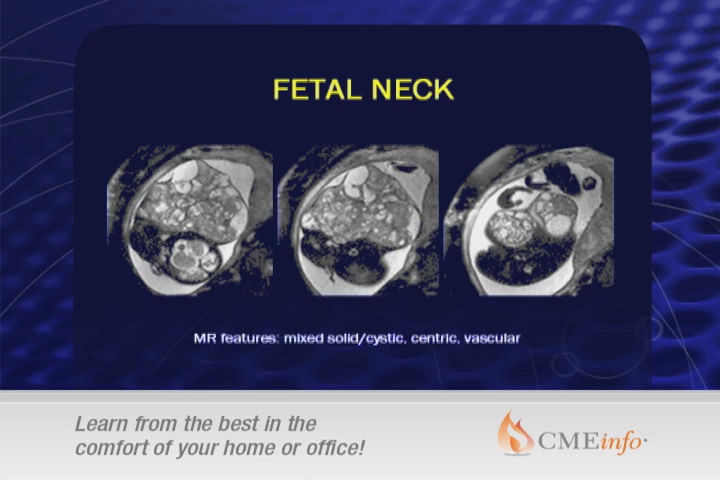 FETAL NECK
MR features: mixed solid/cystic, centric, vascular
Learn from the best in the
comfort of your home or office!
CMEinfo